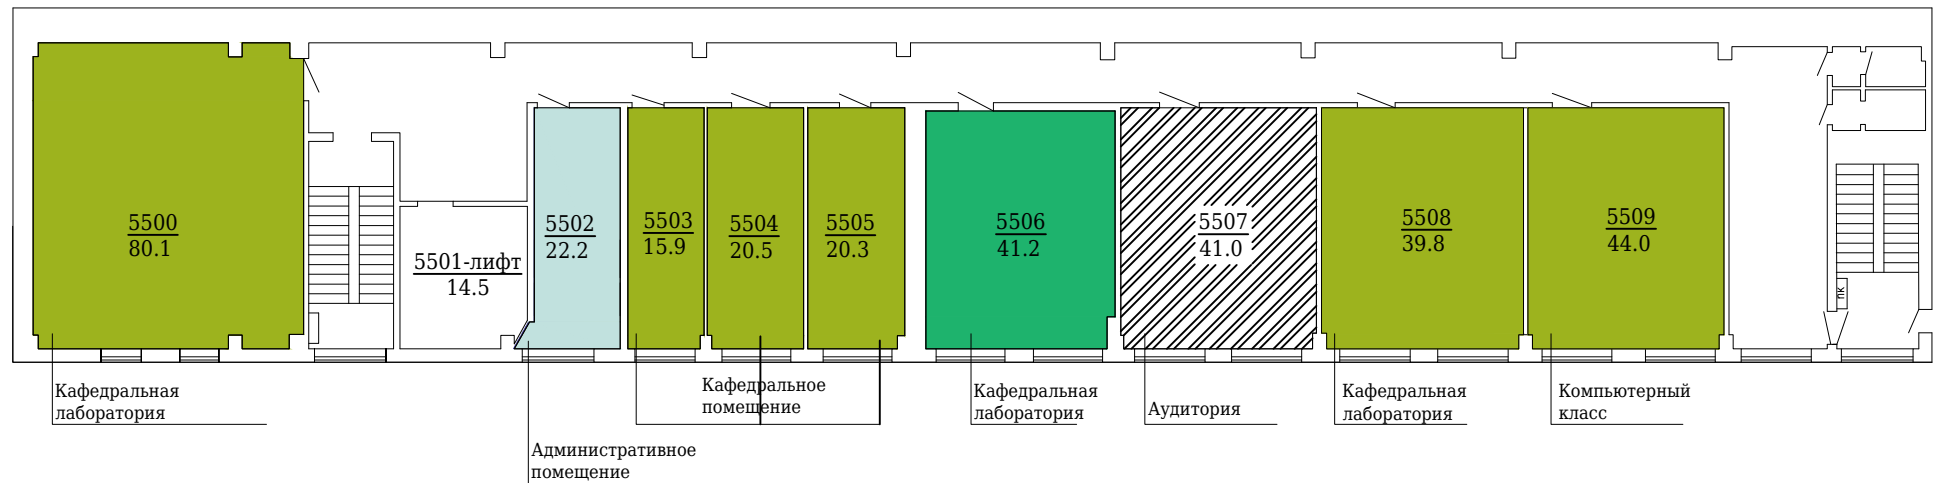 5500
80.1
5501-лифт
14.5
5502
22.2
5503
15.9
5504
20.5
5505
20.3
5506
41.2
5507
41.0
5508
39.8
5509
44.0
пк
Кафедральная
лаборатория
Административное
помещение
Кафедральное
помещение
Кафедральная
лаборатория
Аудитория
Кафедральная
лаборатория
Компьютерный
класс